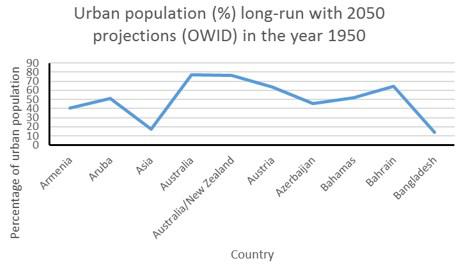 Urban population (%) long-run with 2050
projections (OWID) in the year 1950
Percentage of urban population
90
80
70
60
50
40
30
20
10
0
Armenia
Aruba
Asia
Australia
Australia/New Zealand
Austria
Azerbaijan
Bahamas
Bahrain
Bangladesh
Country